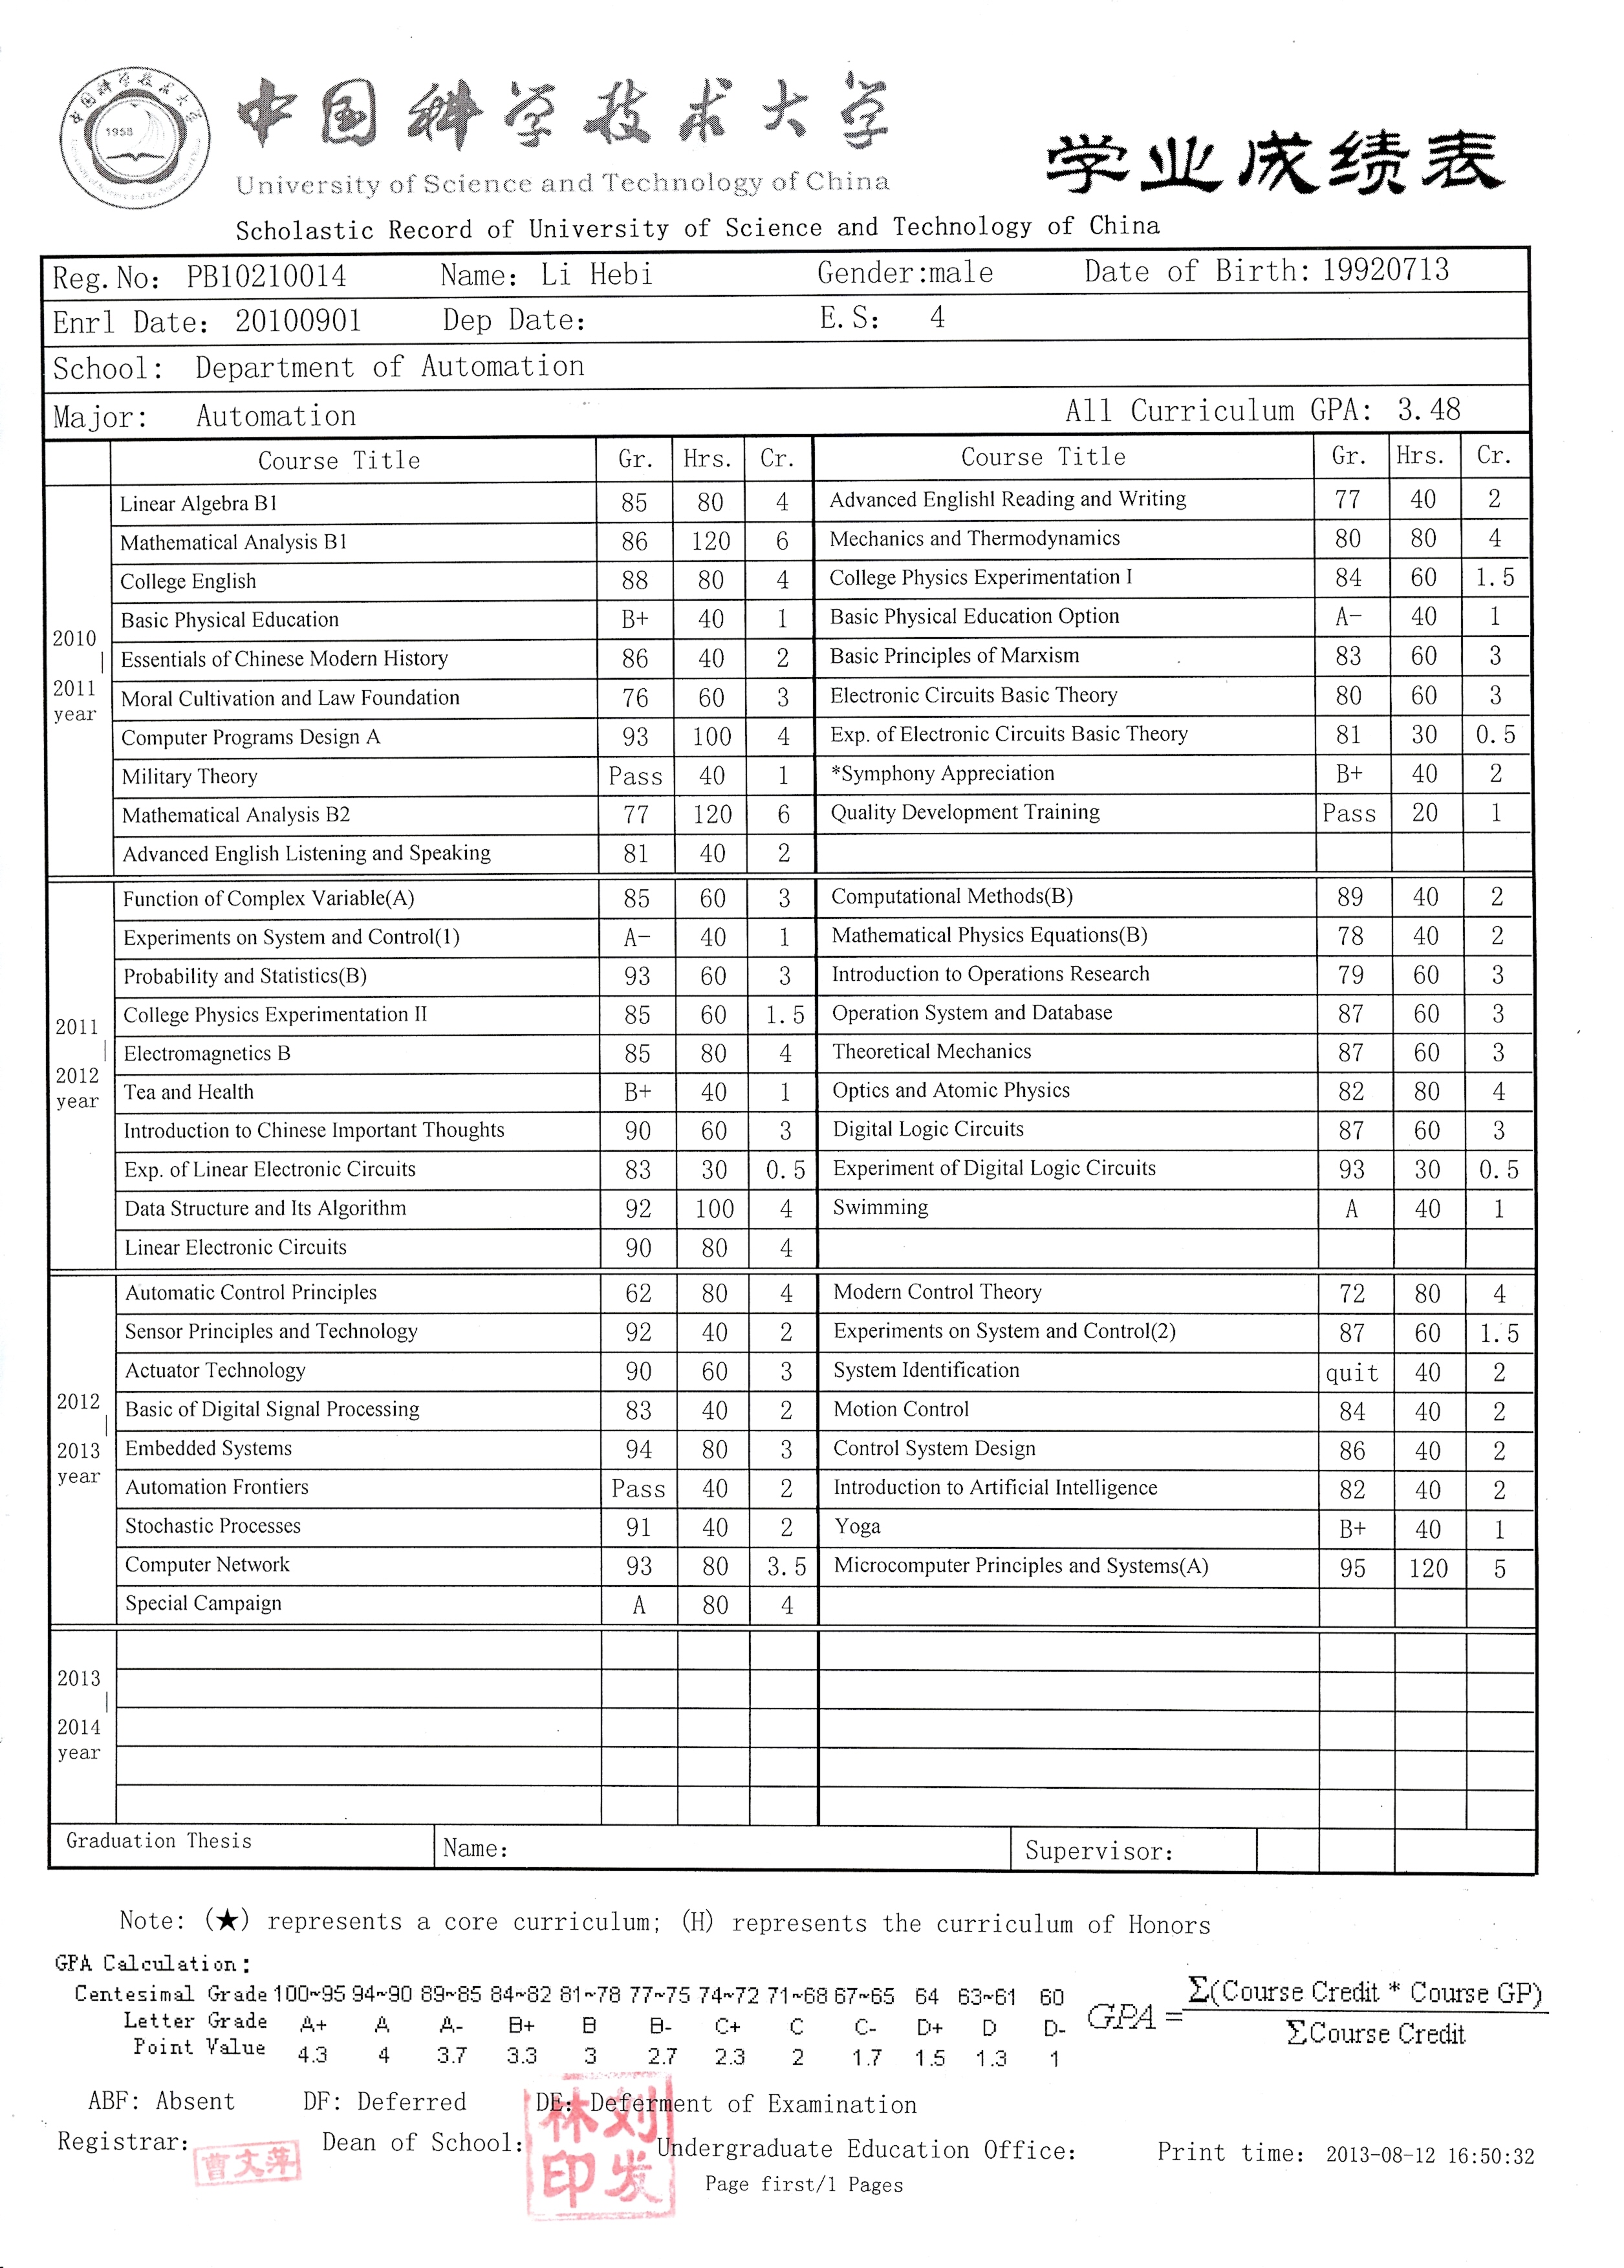 中国科学技术大学
University of Science and Technology of China
学业成绩表
1958
Scholastic Record of University of Science and Technology of China
Reg.No: PB10210014 Name: Li Hebi Gender:male Date of Birth: 19920713
Enrl Date: 20100901 Dep Date: E.S: 4
School: Department of Automation
Major: Automation All Curriculum GPA: 3.48
Course Title Gr. Hrs. Cr. Course Title Gr. Hrs. Cr.
2010 | 2011 year
Linear Algebra B1 85 80 4 Advanced Englishl Reading and Writing 77 40 2
Mathematical Analysis B1 86 120 6 Mechanics and Thermodynamics 80 80 4
College English 88 80 4 College Physics Experimentation I 84 60 1.5
Basic Physical Education B+ 40 1 Basic Physical Education Option A- 40 1
Essentials of Chinese Modern History 86 40 2 Basic Principles of Marxism 83 60 3
Moral Cultivation and Law Foundation 76 60 3 Electronic Circuits Basic Theory 80 60 3
Computer Programs Design A 93 100 4 Exp. of Electronic Circuits Basic Theory 81 30 0.5
Military Theory Pass 40 1 *Symphony Appreciation B+ 40 2
Mathematical Analysis B2 77 120 6 Quality Development Training Pass 20 1
Advanced English Listening and Speaking 81 40 2
2011 | 2012 year
Function of Complex Variable(A) 85 60 3 Computational Methods(B) 89 40 2
Experiments on System and Control(1) A- 40 1 Mathematical Physics Equations(B) 78 40 2
Probability and Statistics(B) 93 60 3 Introduction to Operations Research 79 60 3
College Physics Experimentation II 85 60 1.5 Operation System and Database 87 60 3
Electromagnetics B 85 80 4 Theoretical Mechanics 87 60 3
Tea and Health B+ 40 1 Optics and Atomic Physics 82 80 4
Introduction to Chinese Important Thoughts 90 60 3 Digital Logic Circuits 87 60 3
Exp. of Linear Electronic Circuits 83 30 0.5 Experiment of Digital Logic Circuits 93 30 0.5
Data Structure and Its Algorithm 92 100 4 Swimming A 40 1
Linear Electronic Circuits 90 80 4
2012 | 2013 year
Automatic Control Principles 62 80 4 Modern Control Theory 72 80 4
Sensor Principles and Technology 92 40 2 Experiments on System and Control(2) 87 60 1.5
Actuator Technology 90 60 3 System Identification quit 40 2
Basic of Digital Signal Processing 83 40 2 Motion Control 84 40 2
Embedded Systems 94 80 3 Control System Design 86 40 2
Automation Frontiers Pass 40 2 Introduction to Artificial Intelligence 82 40 2
Stochastic Processes 91 40 2 Yoga B+ 40 1
Computer Network 93 80 3.5 Microcomputer Principles and Systems(A) 95 120 5
Special Campaign A 80 4
2013 | 2014 year
Graduation Thesis Name: Supervisor:
Note: (★) represents a core curriculum; (H) represents the curriculum of Honors
GPA Calculation:
Centesimal Grade 100~95 94~90 89~85 84~82 81~78 77~75 74~72 71~68 67~65 64 63~61 60
Letter Grade A+ A A- B+ B B- C+ C C- D+ D D-
Point Value 4.3 4 3.7 3.3 3 2.7 2.3 2 1.7 1.5 1.3 1
GPA = Σ(Course Credit * Course GP)
ΣCourse Credit
ABF: Absent DF: Deferred DE: Deferment of Examination
Registrar: 曹文萍 Dean of School: 林刘印发 Undergraduate Education Office: Print time: 2013-08-12 16:50:32
Page first/1 Pages